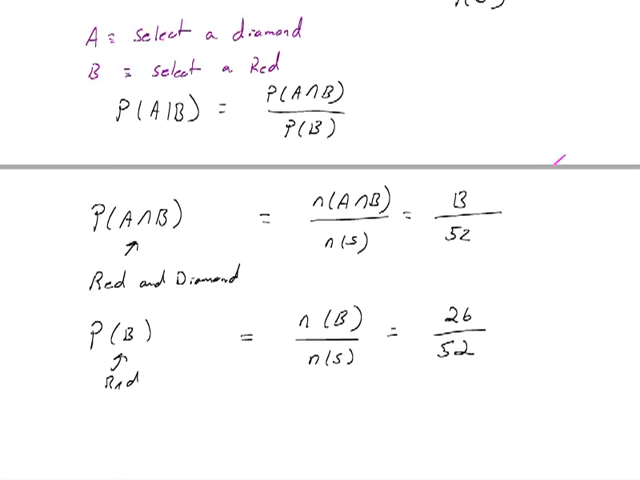 A = select a diamond
B = select a Red
P(A|B) = P(A∩B) / P(B)
P(A∩B) = n(A∩B) / n(s) = 13 / 52
Red and Diamond
P(B) = n(B) / n(s) = 26 / 52
Red